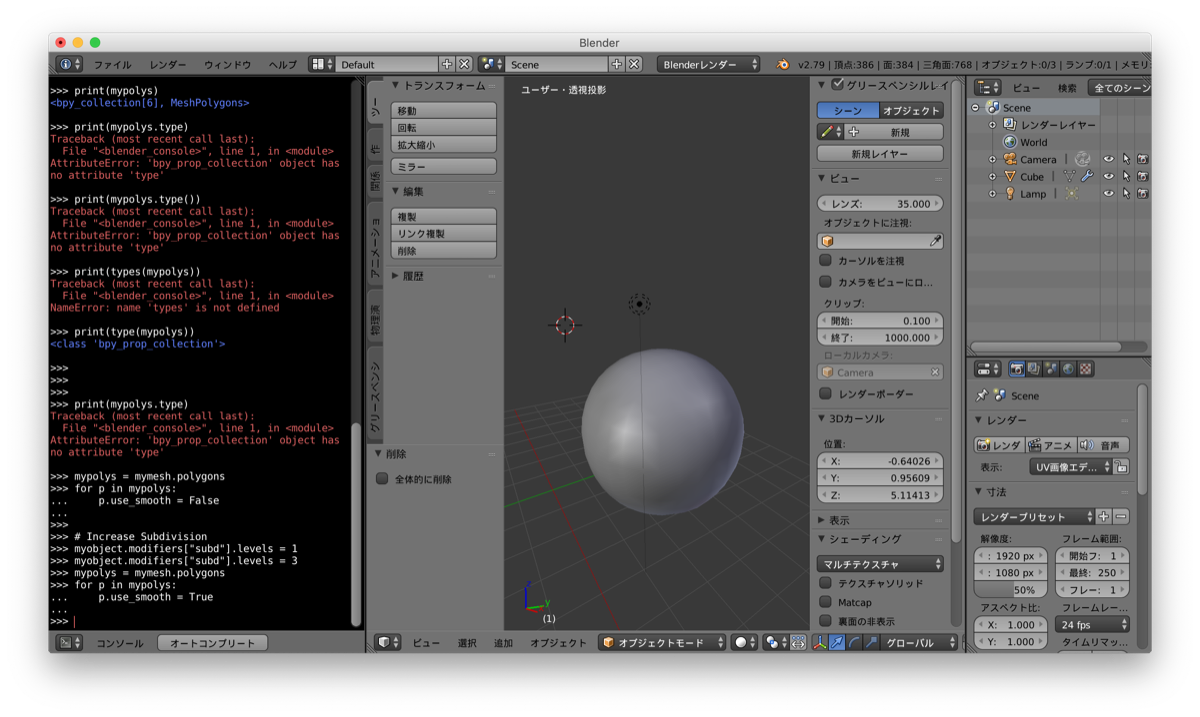 Blender
ファイル レンダー ウィンドウ ヘルプ Default Scene Blenderレンダー v2.79 | 頂点:386 | 面:384 | 三角面:768 | オブジェクト:0/3 | ランプ:0/1 | メモリ
>>> print(mypolys)
<bpy_collection[6], MeshPolygons>
>>> print(mypolys.type)
Traceback (most recent call last):
  File "<blender_console>", line 1, in <module>
AttributeError: 'bpy_prop_collection' object has
no attribute 'type'
>>> print(mypolys.type())
Traceback (most recent call last):
  File "<blender_console>", line 1, in <module>
AttributeError: 'bpy_prop_collection' object has
no attribute 'type'
>>> print(types(mypolys))
Traceback (most recent call last):
  File "<blender_console>", line 1, in <module>
NameError: name 'types' is not defined
>>> print(type(mypolys))
<class 'bpy_prop_collection'>
>>>
>>>
>>>
>>> print(mypolys.type)
Traceback (most recent call last):
  File "<blender_console>", line 1, in <module>
AttributeError: 'bpy_prop_collection' object has
no attribute 'type'
>>> mypolys = mymesh.polygons
>>> for p in mypolys:
...     p.use_smooth = False
...
>>>
>>> # Increase Subdivision
>>> myobject.modifiers["subd"].levels = 1
>>> myobject.modifiers["subd"].levels = 3
>>> mypolys = mymesh.polygons
>>> for p in mypolys:
...     p.use_smooth = True
...
>>>
コンソール オートコンプリート
ツー
作
関係
アニメーショ
物理演
グリースペンシ
トランスフォーム
移動
回転
拡大縮小
ミラー
編集
複製
リンク複製
削除
履歴
削除
全体的に削除
ユーザー・透視投影
z
y
(1)
ビュー 選択 追加 オブジェクト オブジェクトモード グローバル
グリースペンシルレイ
シーン オブジェクト
新規
新規レイヤー
ビュー
レンズ: 35.000
オブジェクトに注視:
カーソルを注視
カメラをビューにロ...
クリップ:
開始: 0.100
終了: 1000.000
ローカルカメラ:
Camera
レンダーボーダー
3Dカーソル
位置:
X: -0.64026
Y: 0.95609
Z: 5.11413
表示
シェーディング
マルチテクスチャ
テクスチャソリッド
Matcap
裏面の非表示
ビュー 検索 全てのシーン
Scene
レンダーレイヤー
World
Camera
Cube
Lamp
Scene
レンダー
レンダ アニメ 音声
表示: UV画像エデ...
寸法
レンダープリセット
解像度: フレーム範囲:
: 1920 px 開始フ: 1
: 1080 px 最終: 250
50% フレー: 1
アスペクト比: フレームレー...
X: 1.000 24 fps
Y: 1.000 タイムリマッ...